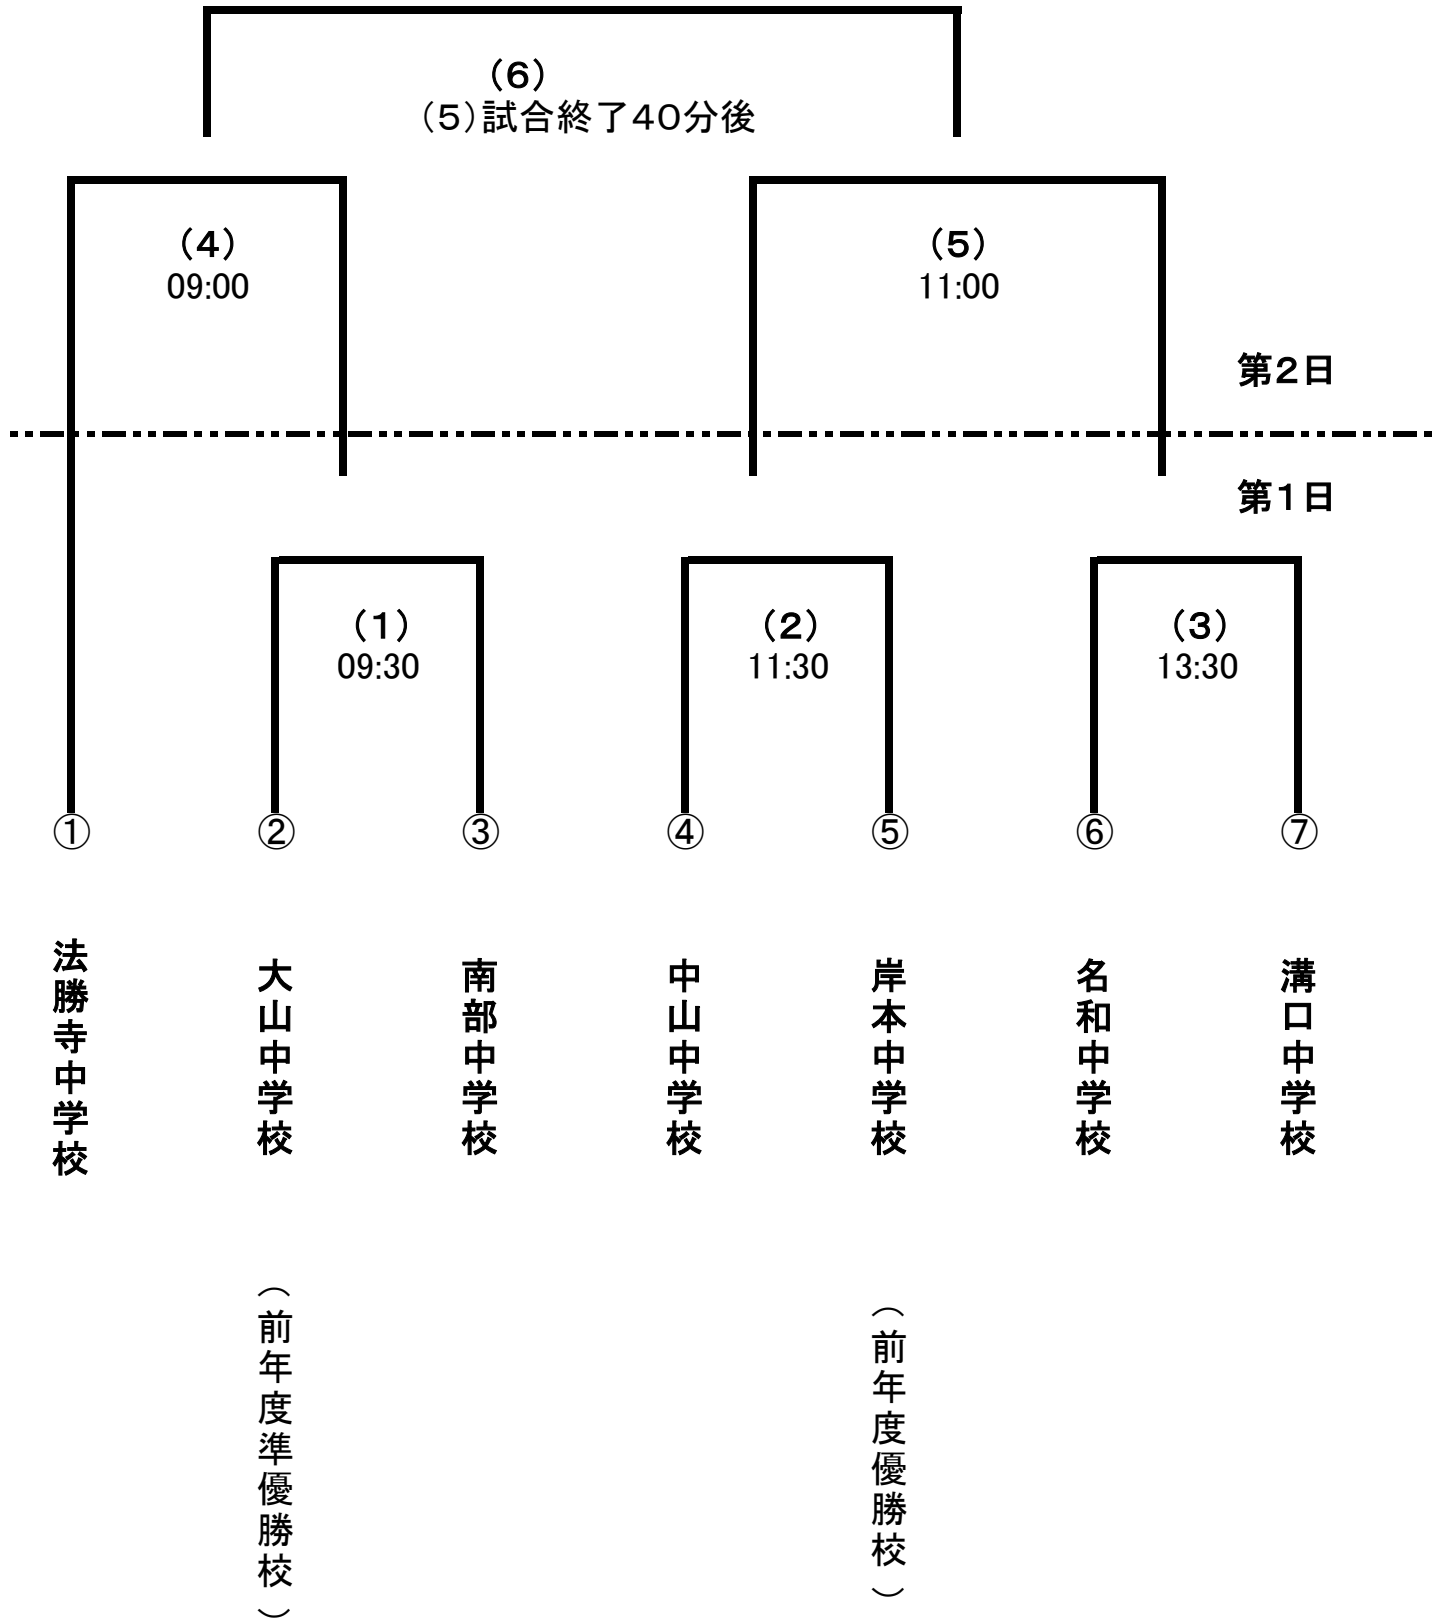 （６）
（５）試合終了４０分後
（４）
09:00
（５）
11:00
第２日
第１日
（１）
09:30
（２）
11:30
（３）
13:30
①
②
③
④
⑤
⑥
⑦
法勝寺中学校
大山中学校
南部中学校
中山中学校
岸本中学校
名和中学校
溝口中学校
（前年度準優勝校）
（前年度優勝校）